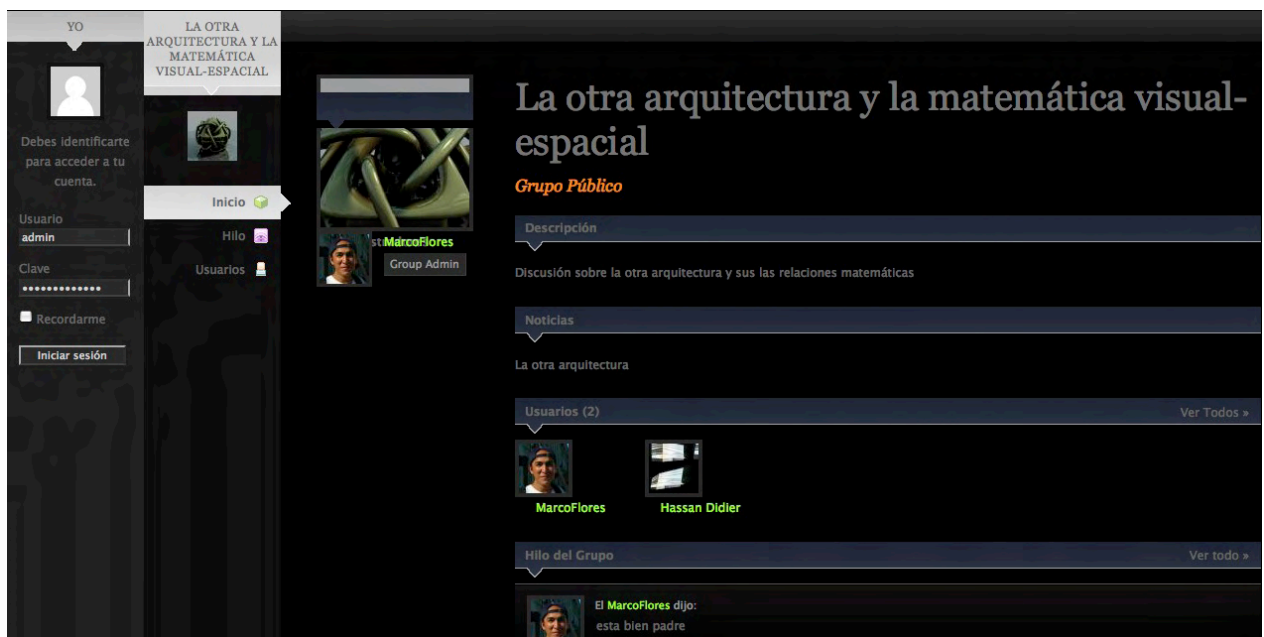 YO
Debes identificarte
para acceder a tu
cuenta.
Usuario
admin
Clave
•••••••••••••
Recordarme
Iniciar sesión
LA OTRA
ARQUITECTURA Y LA
MATEMÁTICA
VISUAL-ESPACIAL
Inicio
Hilo
Usuarios
MarcoFlores
Group Admin
La otra arquitectura y la matemática visual-
espacial
Grupo Público
Descripción
Discusión sobre la otra arquitectura y sus las relaciones matemáticas
Noticias
La otra arquitectura
Usuarios (2) Ver Todos »
MarcoFlores Hassan Didier
Hilo del Grupo Ver todo »
El MarcoFlores dijo:
esta bien padre